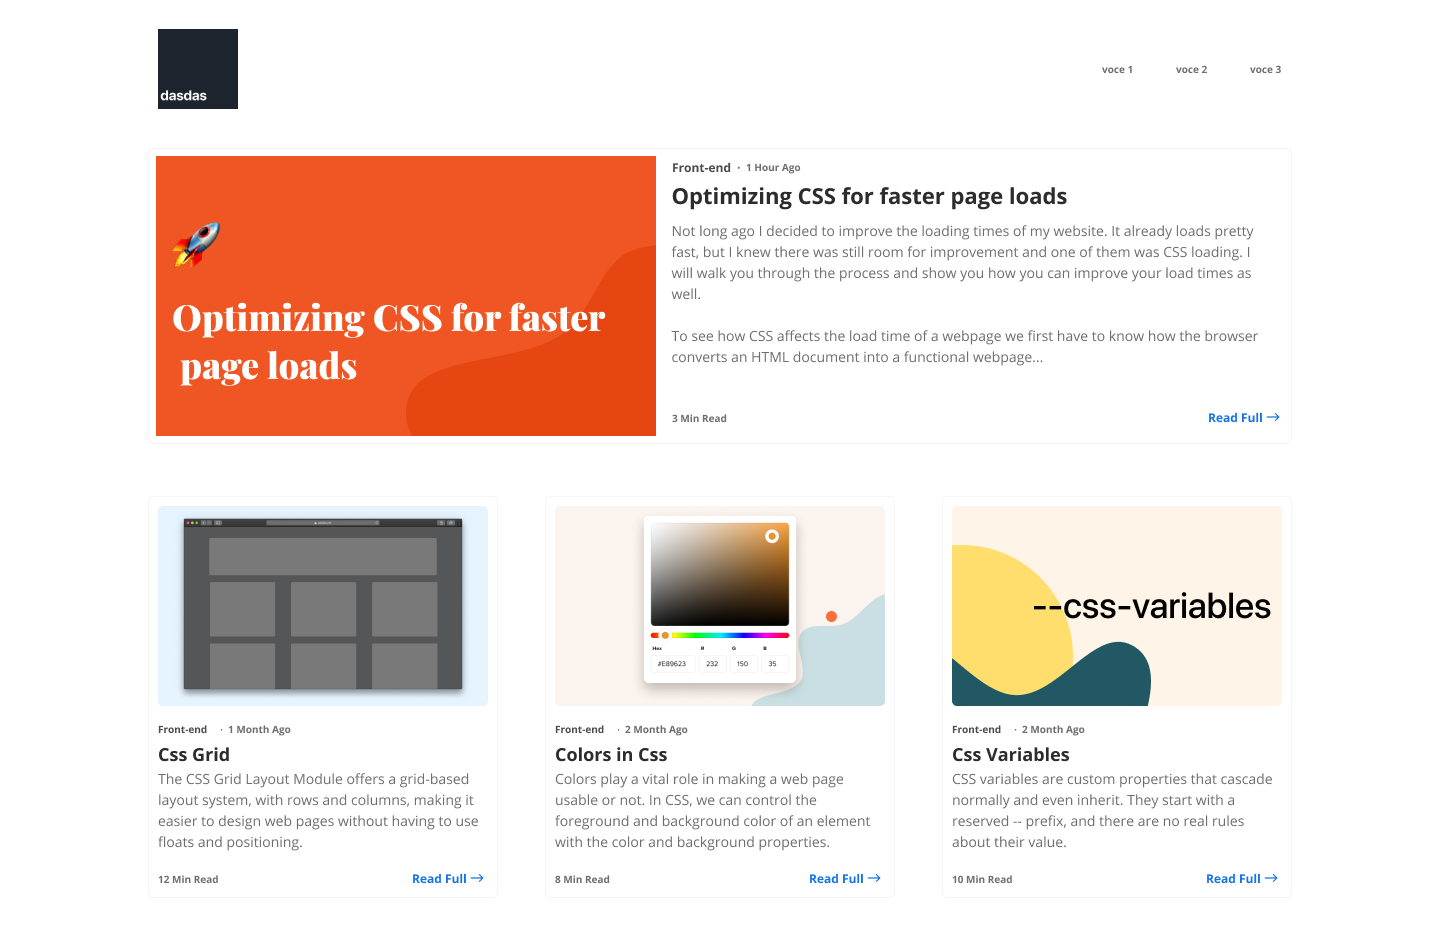 dasdas
voce 1 voce 2 voce 3
Optimizing CSS for faster
page loads
Front-end · 1 Hour Ago
Optimizing CSS for faster page loads
Not long ago I decided to improve the loading times of my website. It already loads pretty
fast, but I knew there was still room for improvement and one of them was CSS loading. I
will walk you through the process and show you how you can improve your load times as
well.
To see how CSS affects the load time of a webpage we first have to know how the browser
converts an HTML document into a functional webpage...
3 Min Read
Read Full
Front-end · 1 Month Ago
Css Grid
The CSS Grid Layout Module offers a grid-based
layout system, with rows and columns, making it
easier to design web pages without having to use
floats and positioning.
12 Min Read
Read Full
Hex R G B
#E89623 232 150 35
Front-end · 2 Month Ago
Colors in Css
Colors play a vital role in making a web page
usable or not. In CSS, we can control the
foreground and background color of an element
with the color and background properties.
8 Min Read
Read Full
--css-variables
Front-end · 2 Month Ago
Css Variables
CSS variables are custom properties that cascade
normally and even inherit. They start with a
reserved -- prefix, and there are no real rules
about their value.
10 Min Read
Read Full